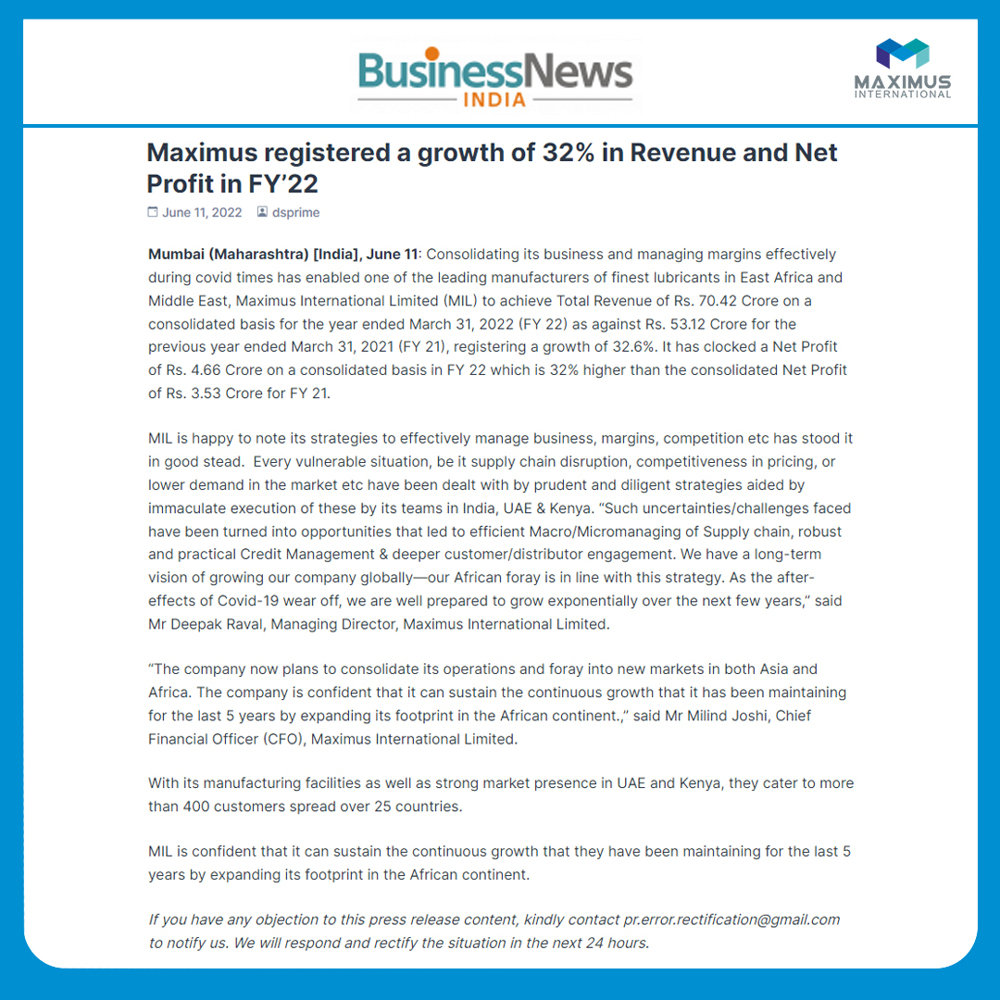 BusinessNews
INDIA
MAXIMUS
INTERNATIONAL
Maximus registered a growth of 32% in Revenue and Net
Profit in FY’22
June 11, 2022 dsprime
Mumbai (Maharashtra) [India], June 11: Consolidating its business and managing margins effectively
during covid times has enabled one of the leading manufacturers of finest lubricants in East Africa and
Middle East, Maximus International Limited (MIL) to achieve Total Revenue of Rs. 70.42 Crore on a
consolidated basis for the year ended March 31, 2022 (FY 22) as against Rs. 53.12 Crore for the
previous year ended March 31, 2021 (FY 21), registering a growth of 32.6%. It has clocked a Net Profit
of Rs. 4.66 Crore on a consolidated basis in FY 22 which is 32% higher than the consolidated Net Profit
of Rs. 3.53 Crore for FY 21.
MIL is happy to note its strategies to effectively manage business, margins, competition etc has stood it
in good stead.  Every vulnerable situation, be it supply chain disruption, competitiveness in pricing, or
lower demand in the market etc have been dealt with by prudent and diligent strategies aided by
immaculate execution of these by its teams in India, UAE & Kenya. “Such uncertainties/challenges faced
have been turned into opportunities that led to efficient Macro/Micromanaging of Supply chain, robust
and practical Credit Management & deeper customer/distributor engagement. We have a long-term
vision of growing our company globally—our African foray is in line with this strategy. As the after-
effects of Covid-19 wear off, we are well prepared to grow exponentially over the next few years,” said
Mr Deepak Raval, Managing Director, Maximus International Limited.
“The company now plans to consolidate its operations and foray into new markets in both Asia and
Africa. The company is confident that it can sustain the continuous growth that it has been maintaining
for the last 5 years by expanding its footprint in the African continent.,” said Mr Milind Joshi, Chief
Financial Officer (CFO), Maximus International Limited.
With its manufacturing facilities as well as strong market presence in UAE and Kenya, they cater to more
than 400 customers spread over 25 countries.
MIL is confident that it can sustain the continuous growth that they have been maintaining for the last 5
years by expanding its footprint in the African continent.
If you have any objection to this press release content, kindly contact pr.error.rectification@gmail.com
to notify us. We will respond and rectify the situation in the next 24 hours.